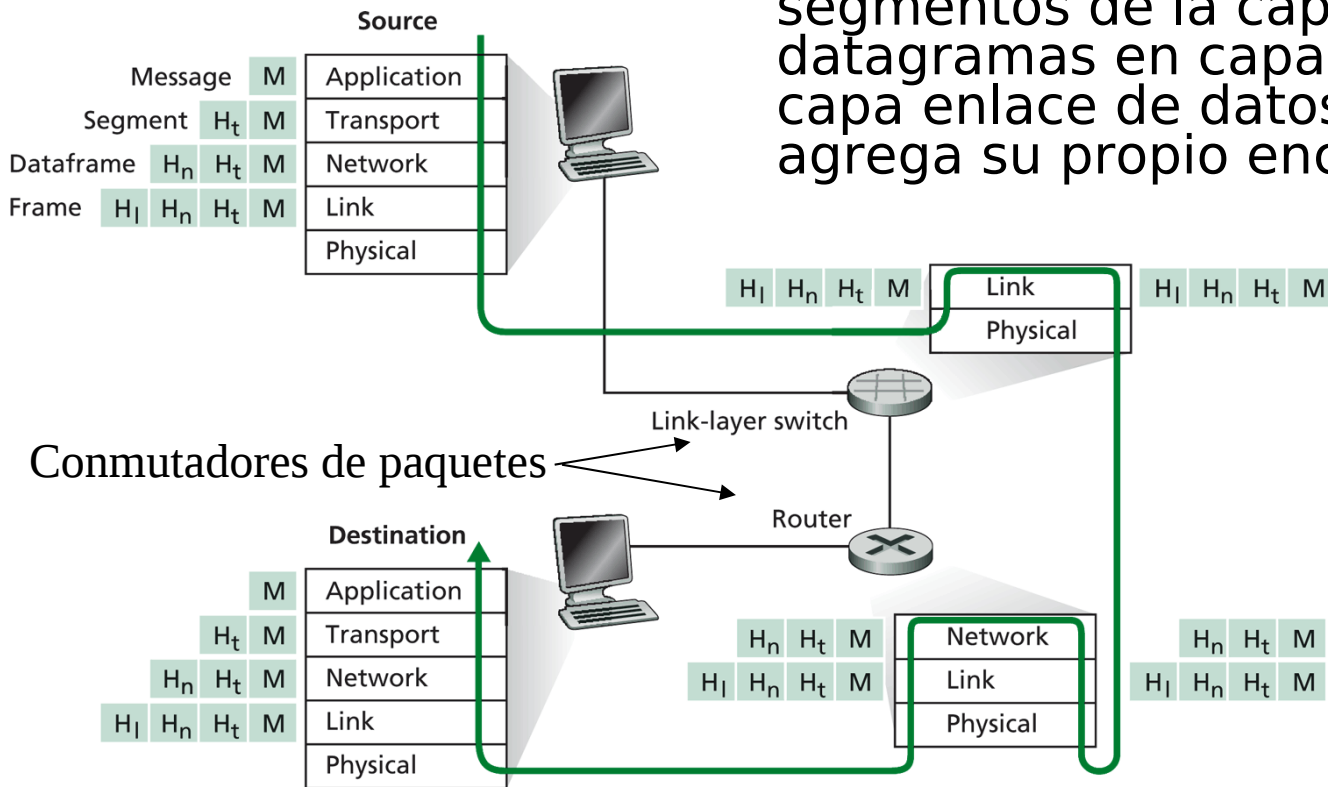 Source
segmentos de la
datagramas en capa
capa enlace de datos
agrega su propio
Message M Application
Segment Ht M Transport
Dataframe Hn Ht M Network
Frame Hl Hn Ht M Link
Physical
Hl Hn Ht M Link Hl Hn Ht M
Physical
Link-layer switch
Conmutadores de paquetes
Router
Destination
M Application
Ht M Transport
Hn Ht M Network
Hl Hn Ht M Link
Physical
Hn Ht M Network Hn Ht M
Hl Hn Ht M Link Hl Hn Ht M
Physical